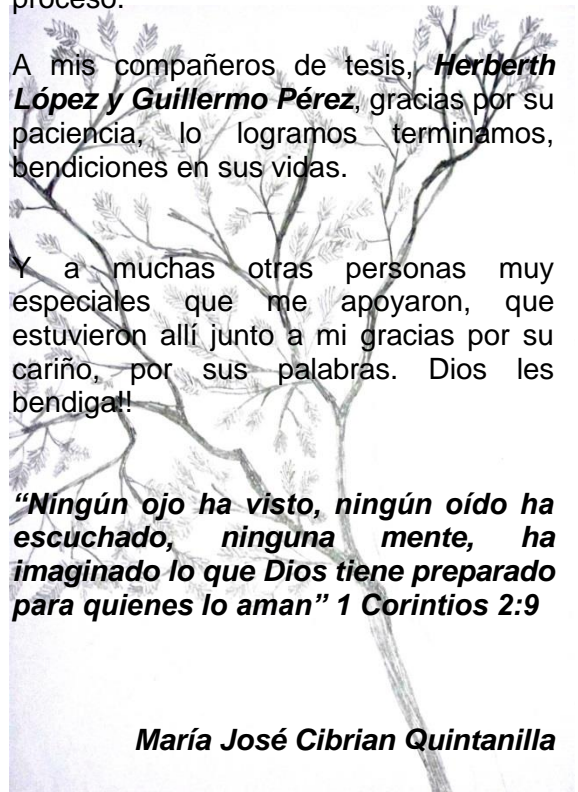 proceso.
A mis compañeros de tesis, Herberth
López y Guillermo Pérez, gracias por su
paciencia, lo logramos terminamos,
bendiciones en sus vidas.
Y a muchas otras personas muy
especiales que me apoyaron, que
estuvieron allí junto a mi gracias por su
cariño, por sus palabras. Dios les
bendiga!!
“Ningún ojo ha visto, ningún oído ha
escuchado, ninguna mente, ha
imaginado lo que Dios tiene preparado
para quienes lo aman” 1 Corintios 2:9
María José Cibrian Quintanilla